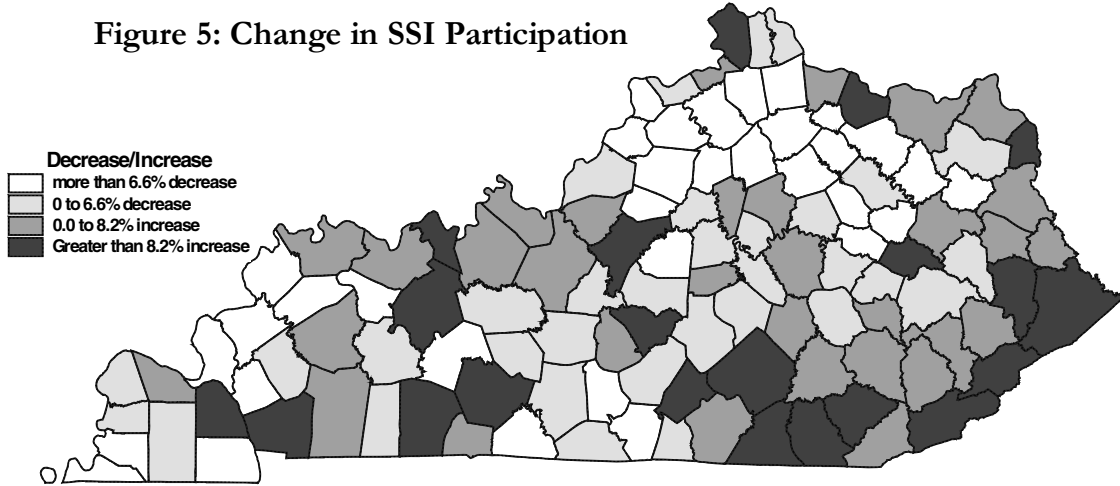 Figure 5: Change in SSI Participation
Decrease/Increase
more than 6.6% decrease
0 to 6.6% decrease
0.0 to 8.2% increase
Greater than 8.2% increase